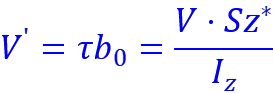 V' = τb₀ = V · Sz* / I_z